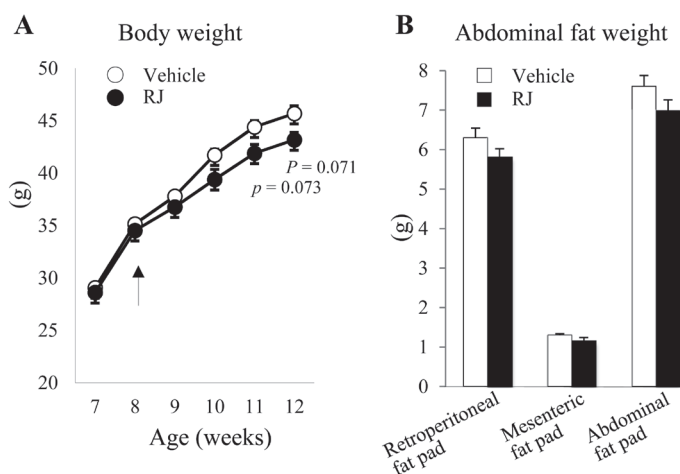 A
Body weight
50
45
40
35
30
25
20
(g)
Vehicle
RJ
P = 0.071
p = 0.073
7 8 9 10 11 12
Age (weeks)
B
Abdominal fat weight
8
7
6
5
4
3
2
1
0
(g)
Vehicle
RJ
Retroperitoneal
fat pad
Mesenteric
fat pad
Abdominal
fat pad